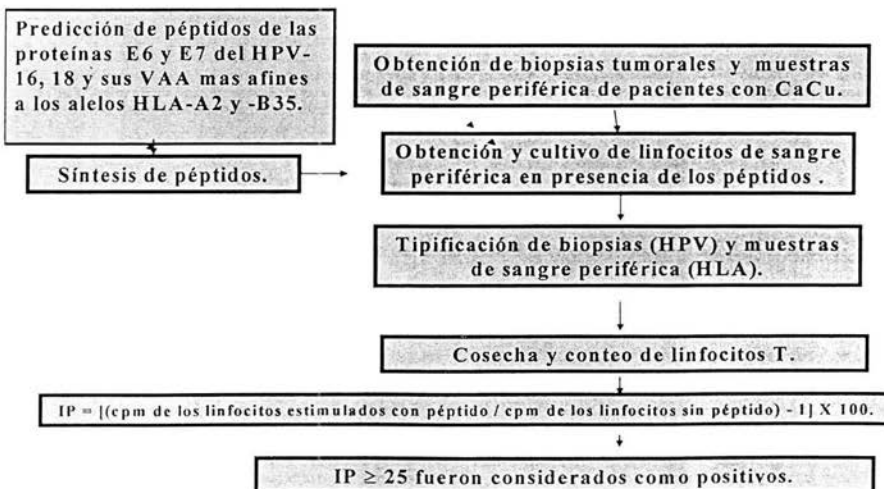 Predicción de péptidos de las
proteínas E6 y E7 del HPV-
16, 18 y sus VAA mas afines
a los alelos HLA-A2 y -B35.
Síntesis de péptidos.
Obtención de biopsias tumorales y muestras
de sangre periférica de pacientes con CaCu.
Obtención y cultivo de linfocitos de sangre
periférica en presencia de los péptidos .
Tipificación de biopsias (HPV) y muestras
de sangre periférica (HLA).
Cosecha y conteo de linfocitos T.
IP = [(cpm de los linfocitos estimulados con péptido / cpm de los linfocitos sin péptido) - 1] X 100.
IP ≥ 25 fueron considerados como positivos.